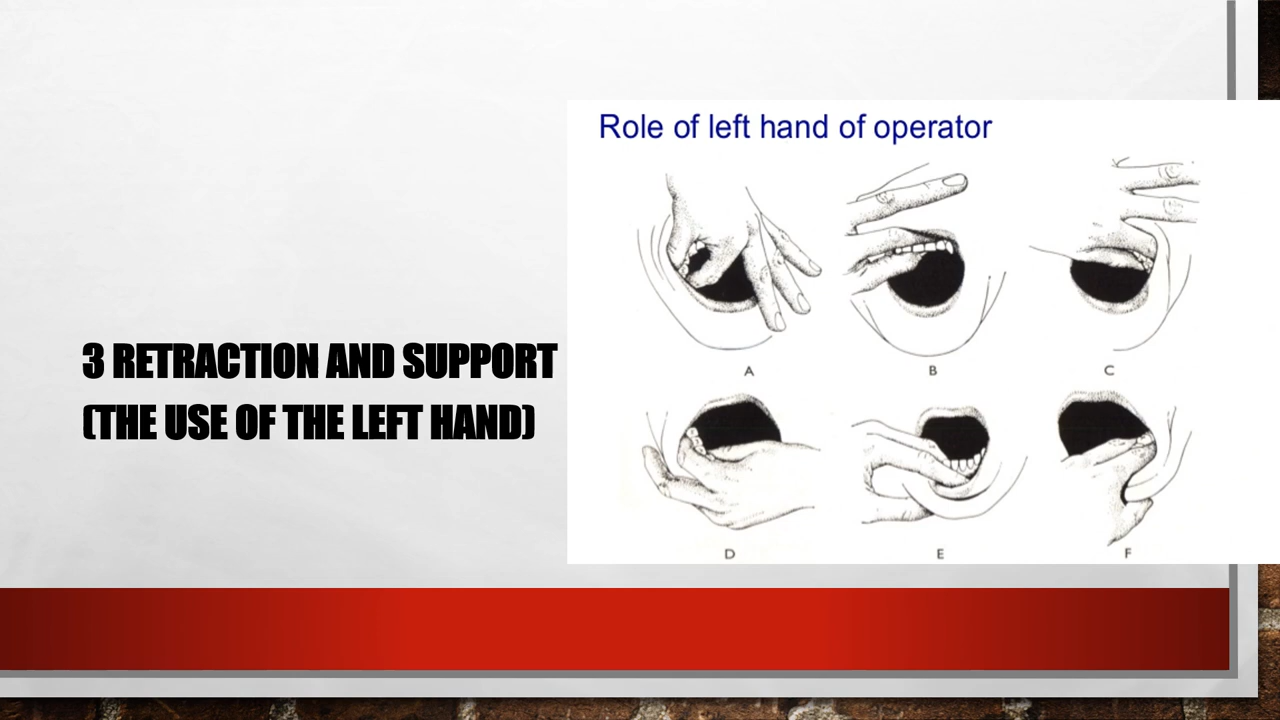 Role of left hand of operator
A
B
C
3 RETRACTION AND SUPPORT
(THE USE OF THE LEFT HAND)
D
E
F